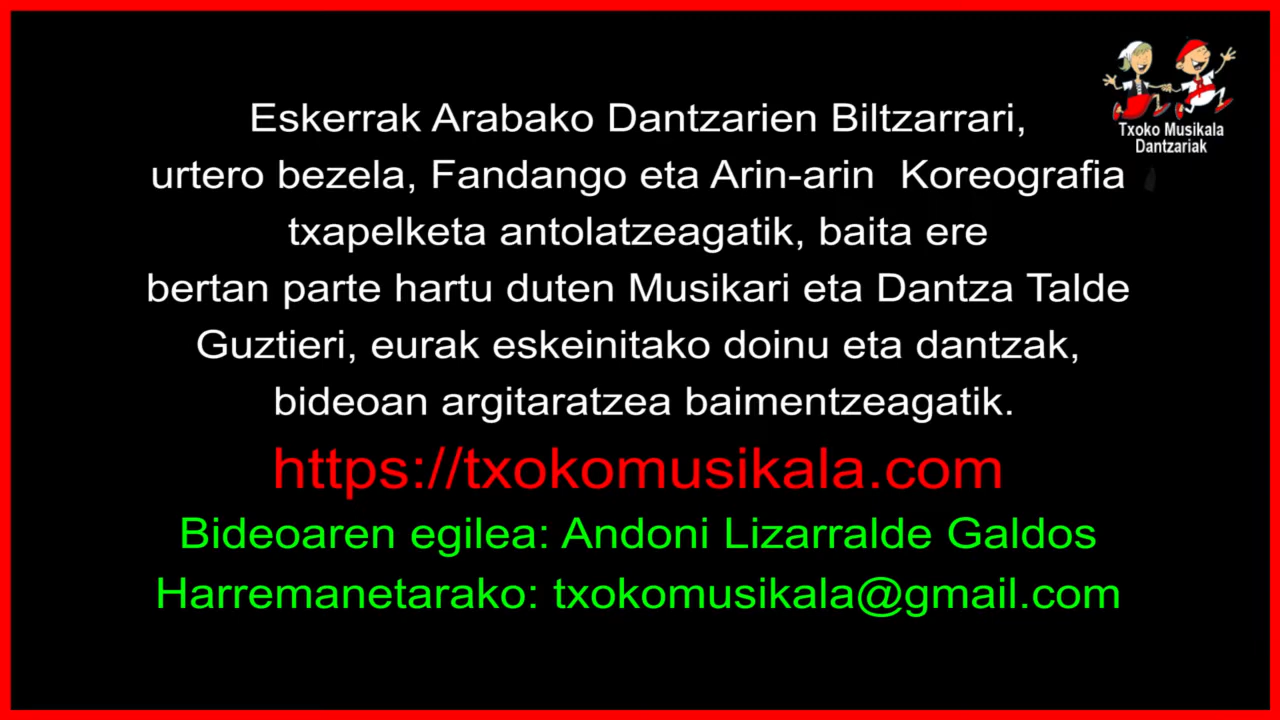 Txoko Musikala
Dantzariak
Eskerrak Arabako Dantzarien Biltzarrari,
urtero bezela, Fandango eta Arin-arin Koreografia
txapelketa antolatzeagatik, baita ere
bertan parte hartu duten Musikari eta Dantza Talde
Guztieri, eurak eskeinitako doinu eta dantzak,
bideoan argitaratzea baimentzeagatik.
https://txokomusikala.com
Bideoaren egilea: Andoni Lizarralde Galdos
Harremanetarako: txokomusikala@gmail.com